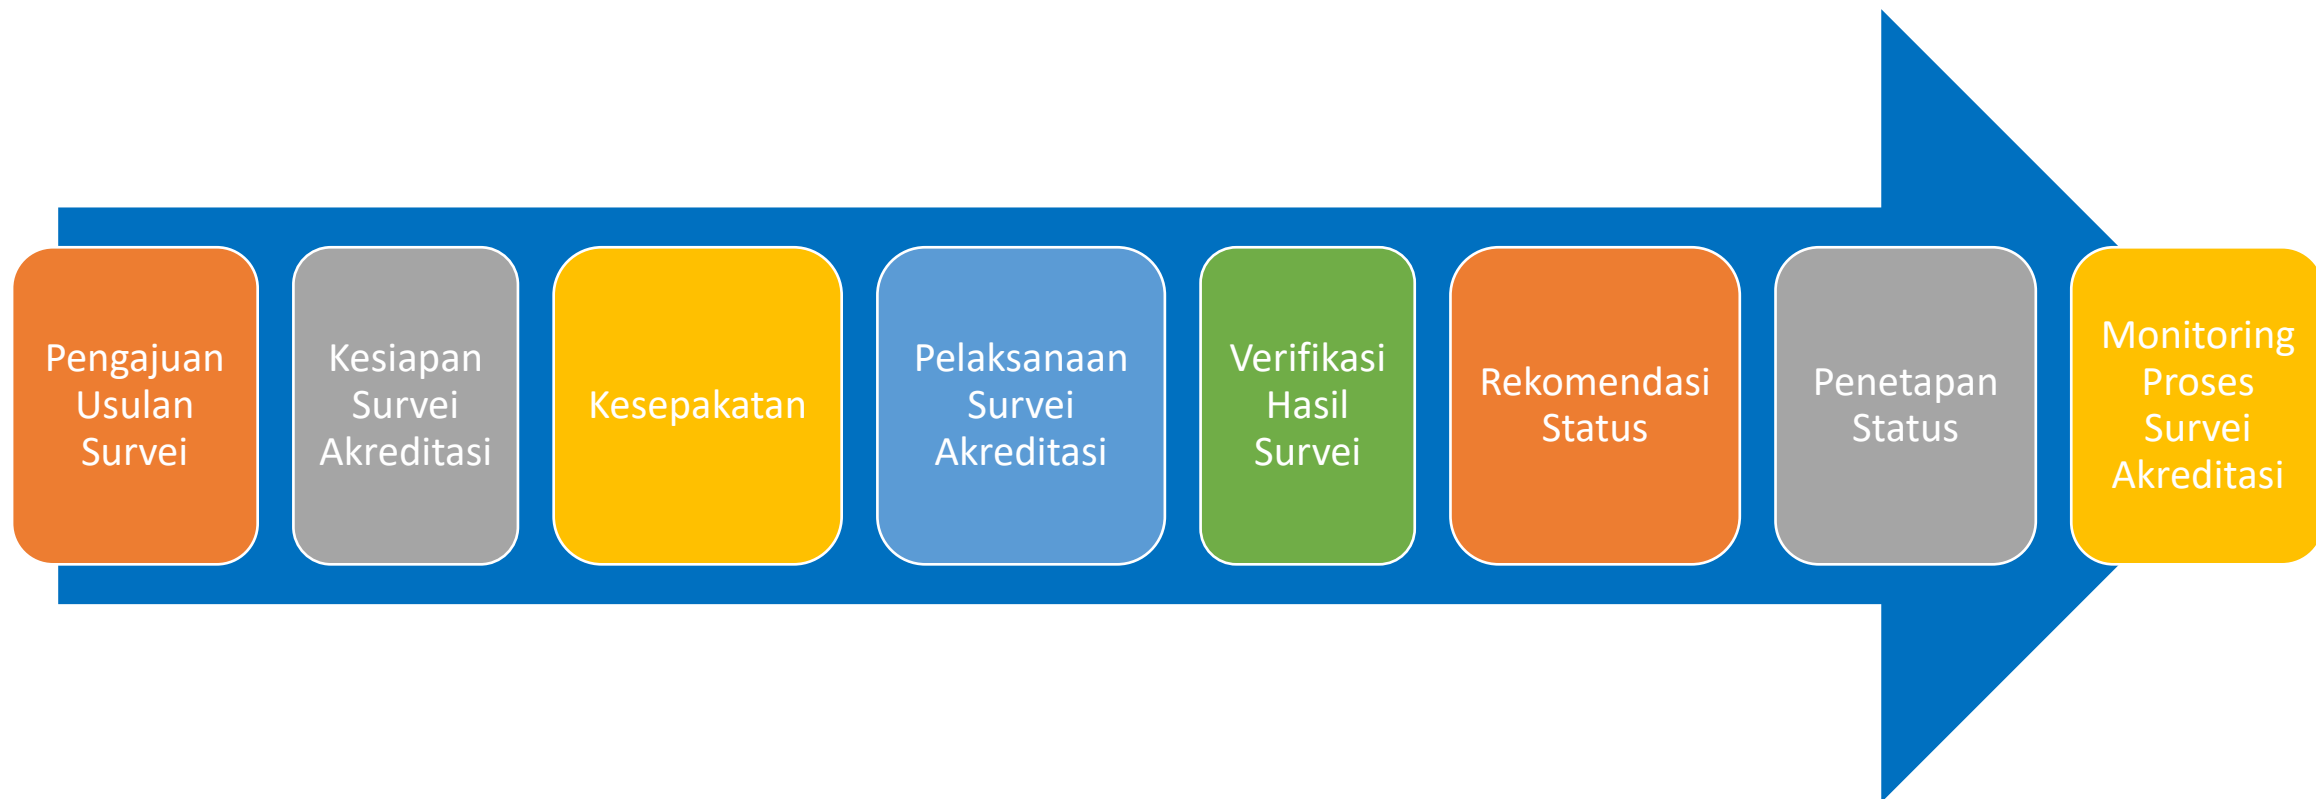 Pengajuan
Usulan
Survei
Kesiapan
Survei
Akreditasi
Kesepakatan
Pelaksanaan
Survei
Akreditasi
Verifikasi
Hasil
Survei
Rekomendasi
Status
Penetapan
Status
Monitoring
Proses
Survei
Akreditasi